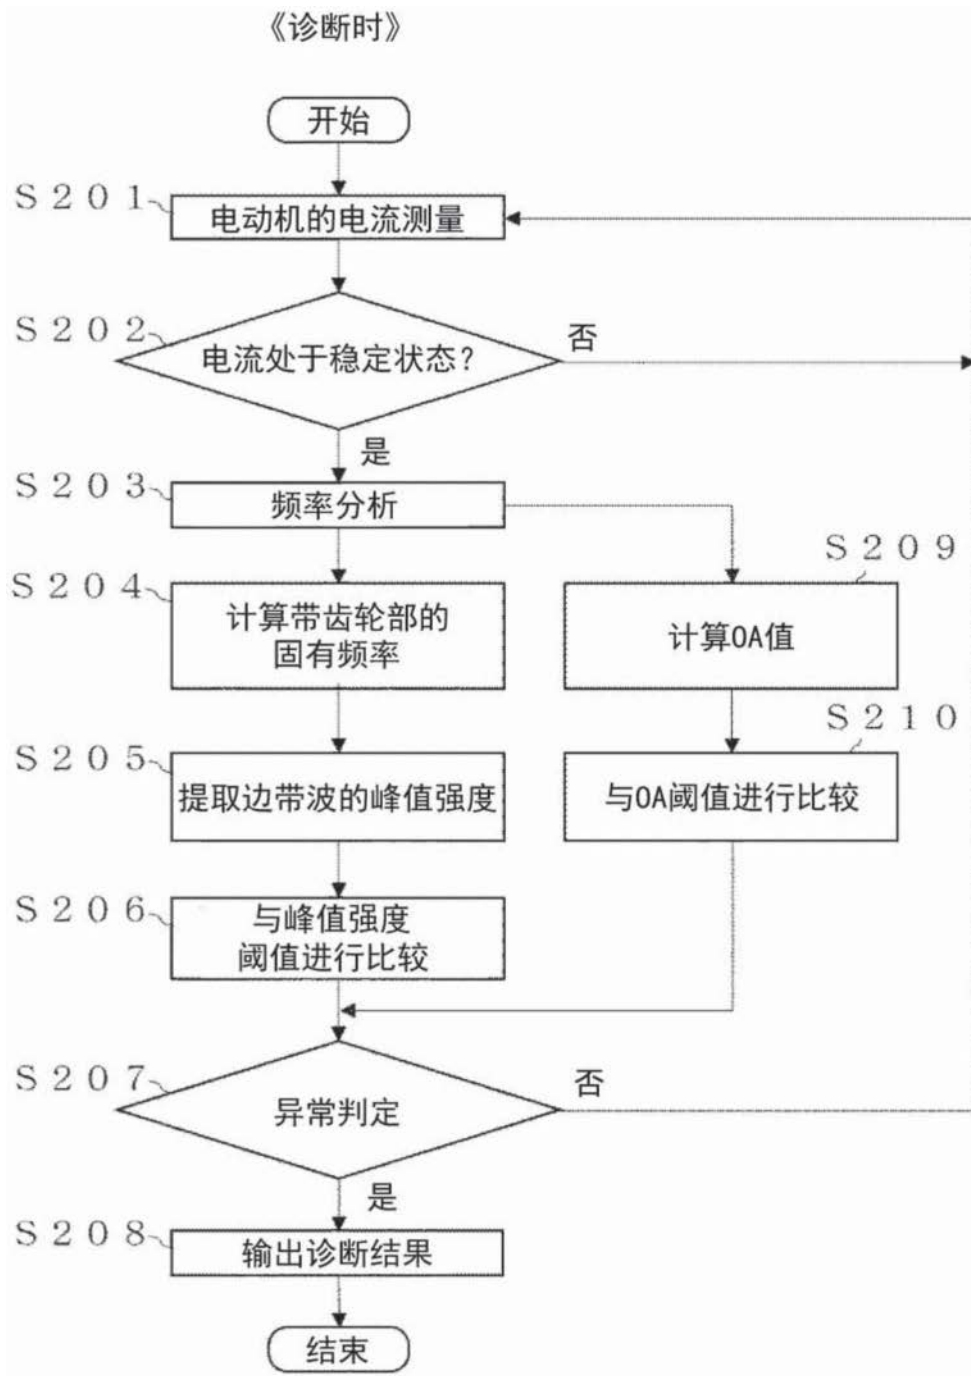 《诊断时》
开始
S201
电动机的电流测量
S202
电流处于稳定状态?
否
是
S203
频率分析
S204
计算带齿轮部的
固有频率
S209
计算OA值
S205
提取边带波的峰值强度
S210
与OA阈值进行比较
S206
与峰值强度
阈值进行比较
S207
异常判定
否
是
S208
输出诊断结果
结束